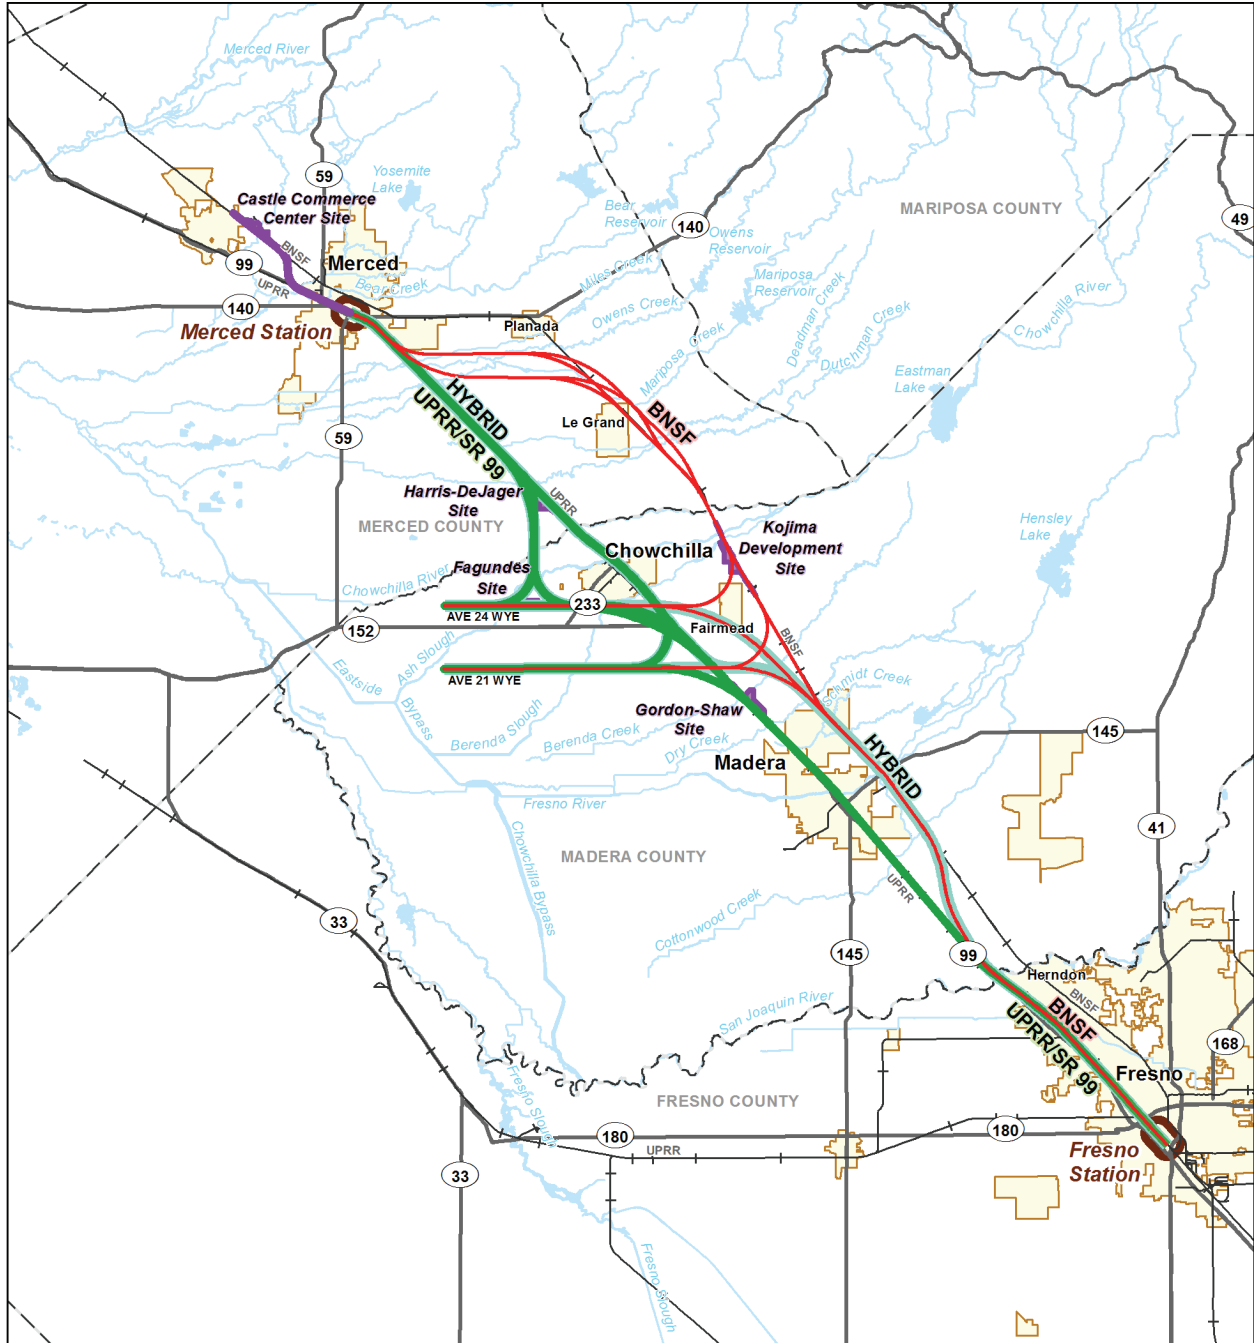 Merced River
59
Yosemite
Lake
Castle Commerce
Center Site
Bear
Reservoir
MARIPOSA COUNTY
140
49
Owens
Reservoir
BNSF
99
Merced
Miles Creek
Mariposa
Reservoir
UPRR
Bear Creek
140
Owens Creek
Deadman Creek
Chowchilla River
Merced Station
Planada
Mariposa Creek
Dutchman Creek
Eastman
Lake
HYBRID
UPRR/SR 99
BNSF
Le Grand
59
Harris-DeJager
Site
UPRR
MERCED COUNTY
Hensley
Lake
Kojima
Development
Site
Chowchilla
Fagundes
Site
Chowchilla River
233
AVE 24 WYE
152
Fairmead
BNSF
Ash Slough
Eastside
Bypass
AVE 21 WYE
Schmidt Creek
Gordon-Shaw
Site
Berenda Slough
Berenda Creek
Dry Creek
145
Madera
HYBRID
Fresno River
41
Chowchilla Bypass
MADERA COUNTY
UPRR
33
Cottonwood Creek
145
99
Herndon
BNSF
San Joaquin River
BNSF
UPRR/SR 99
168
Fresno
Fresno Slough
FRESNO COUNTY
180
180
UPRR
Fresno
Station
33
Fresno Slough